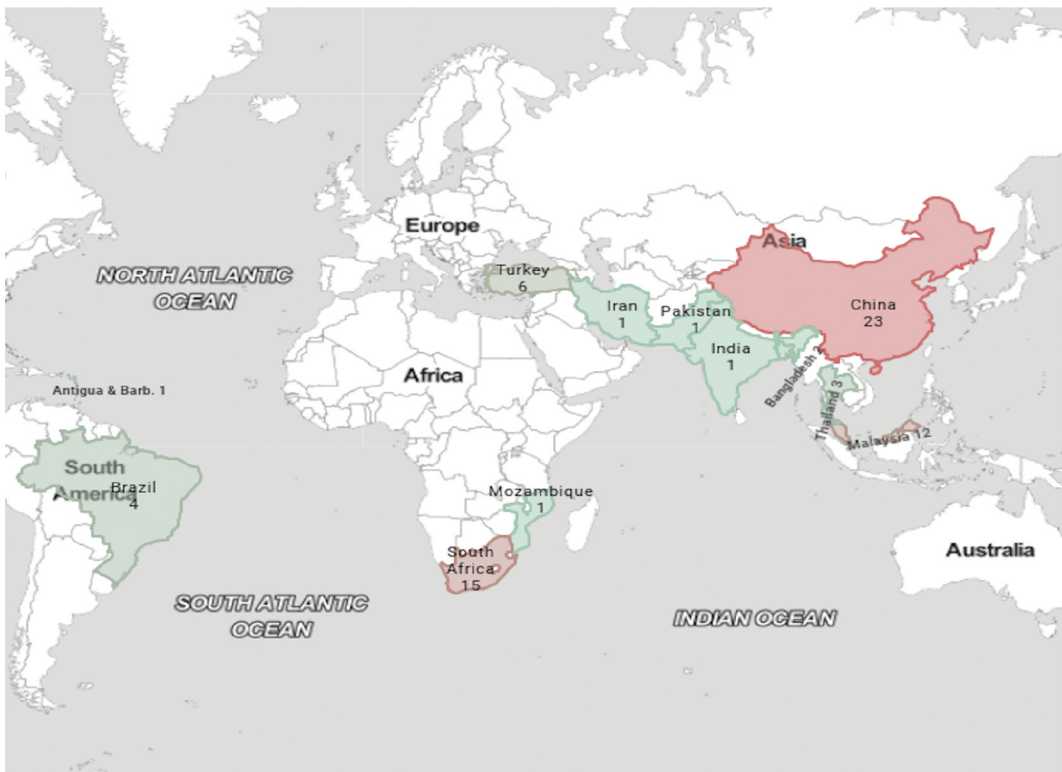 Europe
Asia
NORTH ATLANTIC
OCEAN
Turkey
6
Iran
1
Pakistan
1
China
23
India
1
Bangladesh 2
Africa
Antigua & Barb. 1
Thailand 3
Malaysia 12
South
America
Brazil
4
Mozambique
1
South
Africa
15
Australia
SOUTH ATLANTIC
OCEAN
INDIAN OCEAN